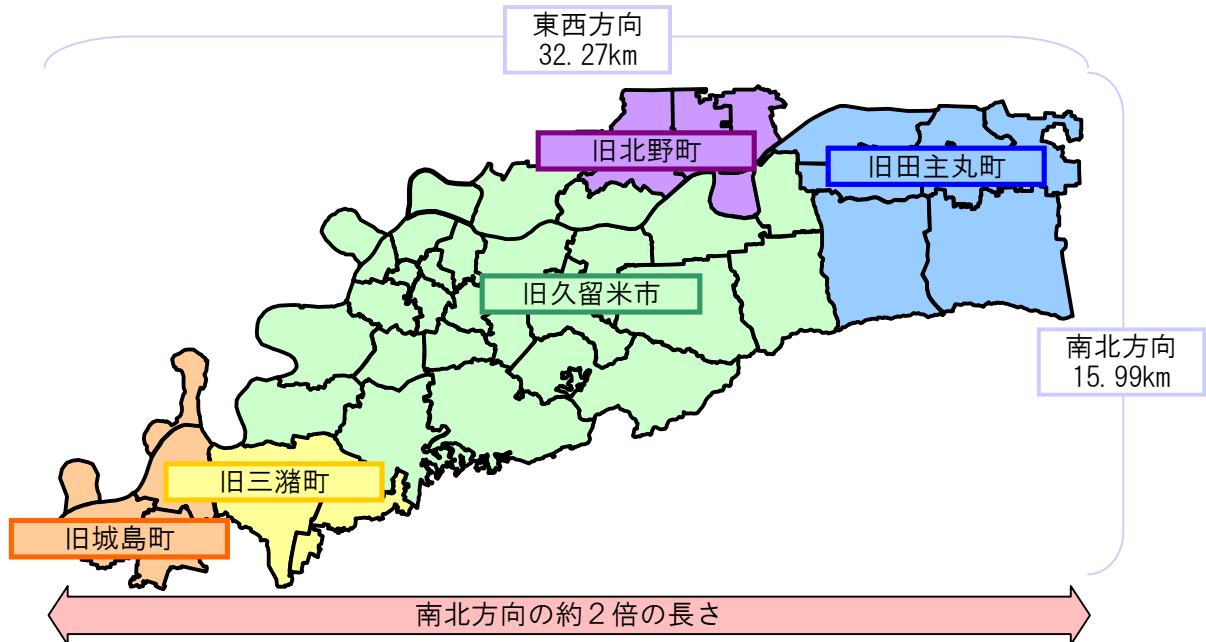 東西方向
32.27km
旧北野町
旧田主丸町
旧久留米市
南北方向
15.99km
旧三潴町
旧城島町
南北方向の約２倍の長さ